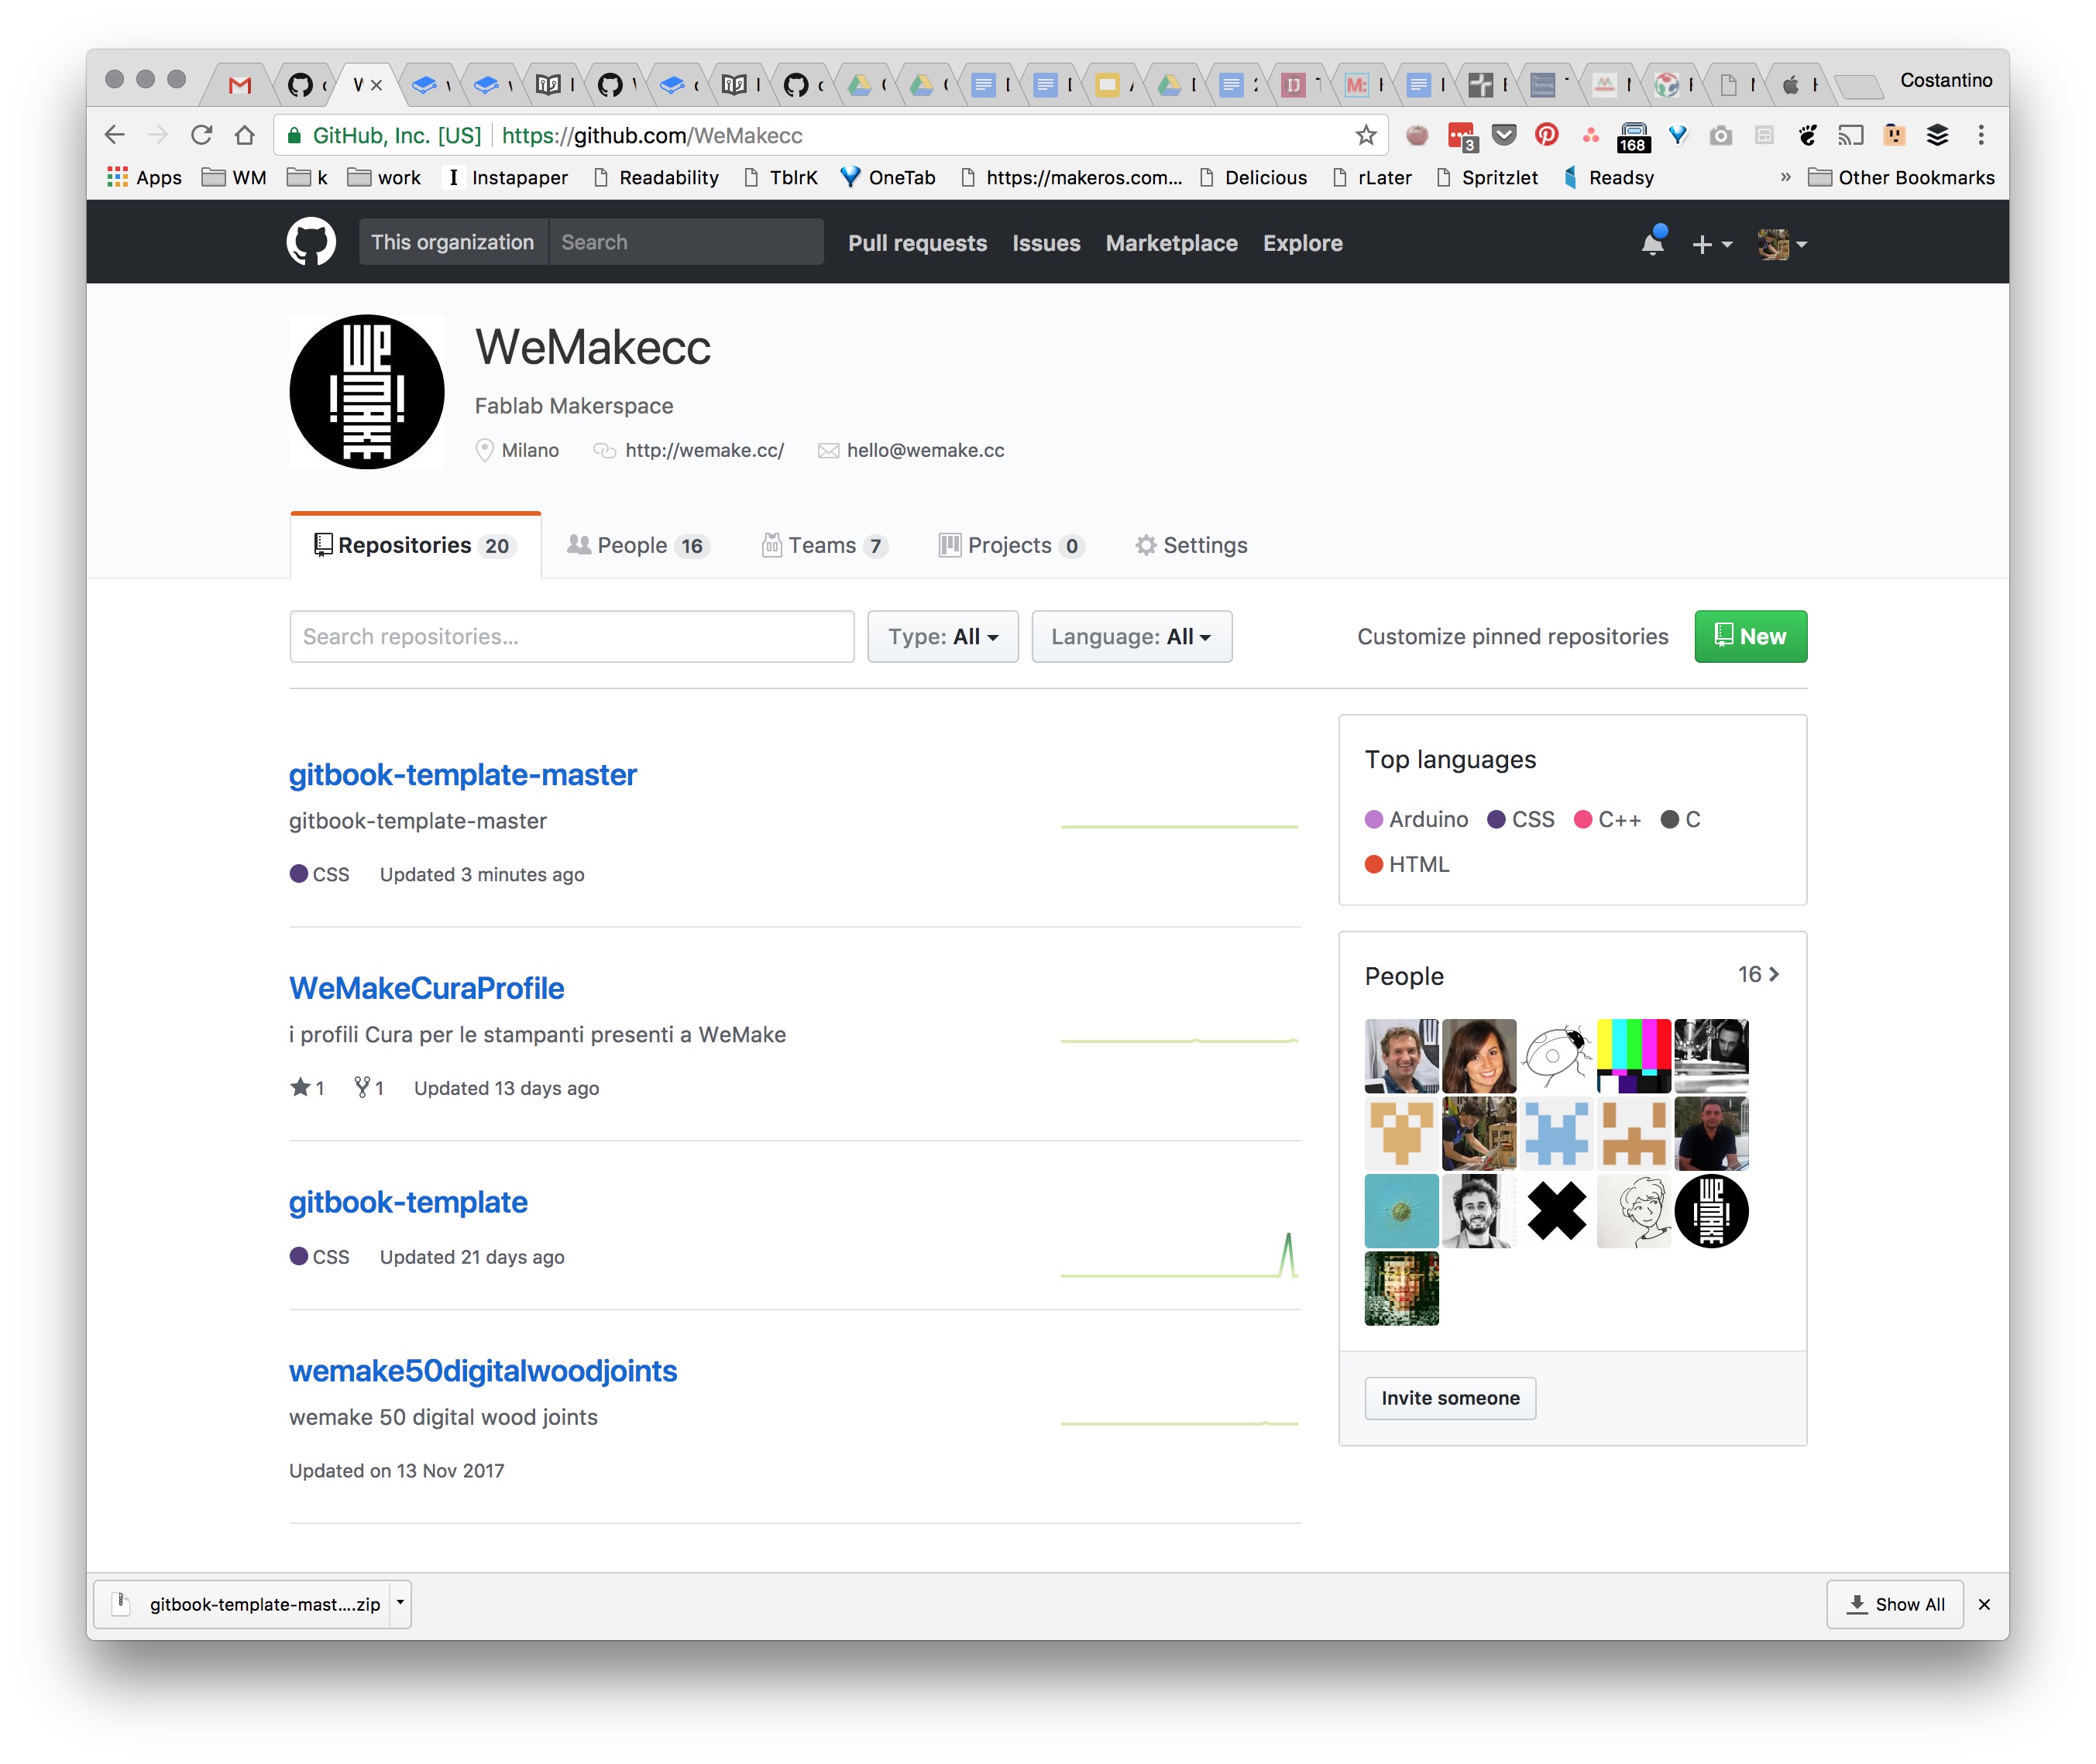 Costantino
GitHub, Inc. [US] https://github.com/WeMakecc
3
168
Apps WM k work Instapaper Readability TblrK OneTab https://makeros.com... Delicious rLater Spritzlet Readsy » Other Bookmarks
This organization Search Pull requests Issues Marketplace Explore
WeMakecc
Fablab Makerspace
Milano http://wemake.cc/ hello@wemake.cc
Repositories 20 People 16 Teams 7 Projects 0 Settings
Search repositories... Type: All Language: All Customize pinned repositories New
gitbook-template-master
gitbook-template-master
CSS Updated 3 minutes ago
WeMakeCuraProfile
i profili Cura per le stampanti presenti a WeMake
1 1 Updated 13 days ago
gitbook-template
CSS Updated 21 days ago
wemake50digitalwoodjoints
wemake 50 digital wood joints
Updated on 13 Nov 2017
Top languages
Arduino CSS C++ C
HTML
People 16
WE
MAKE
Invite someone
gitbook-template-mast....zip Show All